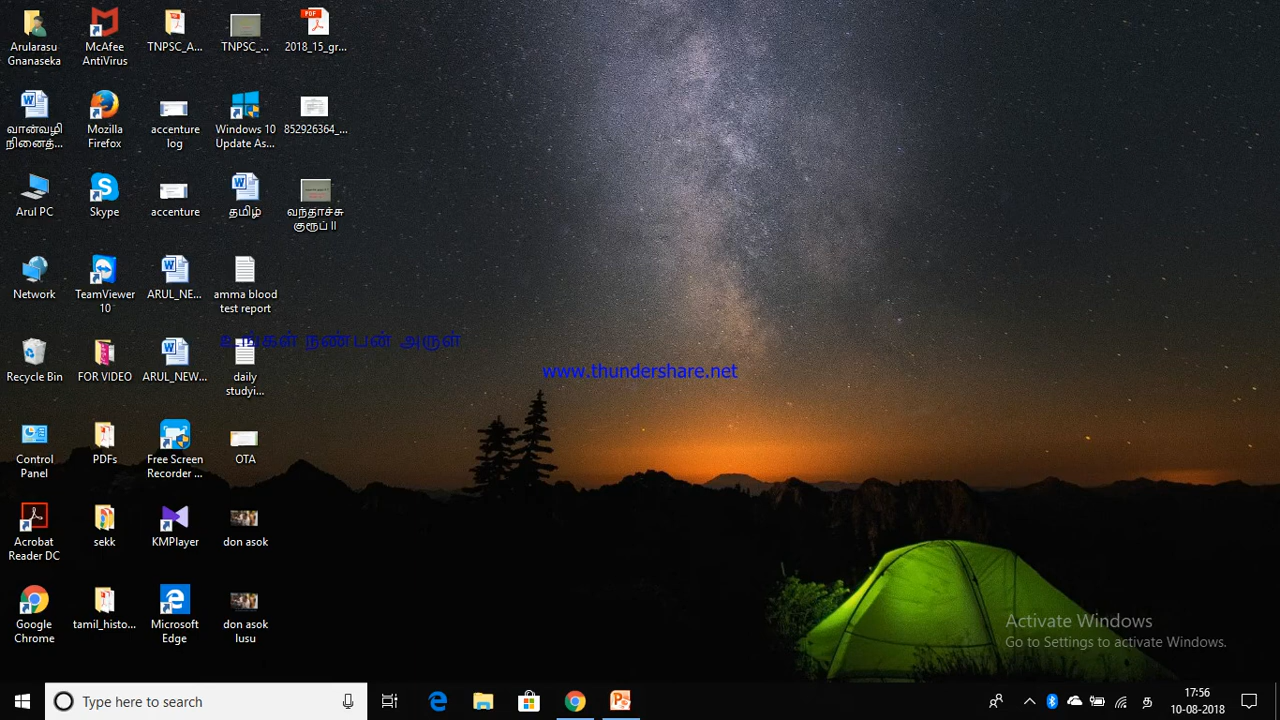 Arularasu
Gnanaseka
McAfee
AntiVirus
TNPSC_A...
TNPSC_...
2018_15_gr...
வான்வழி
நினைத்...
Mozilla
Firefox
accenture
log
Windows 10
Update As...
852926364_...
Arul PC
Skype
accenture
தமிழ்
வந்தாச்சு
குரூப் II
Network
TeamViewer
10
ARUL_NE...
amma blood
test report
உங்கள் நண்பன் அருள்
www.thundershare.net
Recycle Bin
FOR VIDEO
ARUL_NEW...
daily
studyi...
Control
Panel
PDFs
Free Screen
Recorder ...
OTA
Acrobat
Reader DC
sekk
KMPlayer
don asok
Google
Chrome
tamil_histo...
Microsoft
Edge
don asok
lusu
Activate Windows
Go to Settings to activate Windows.
Type here to search
17:56
10-08-2018